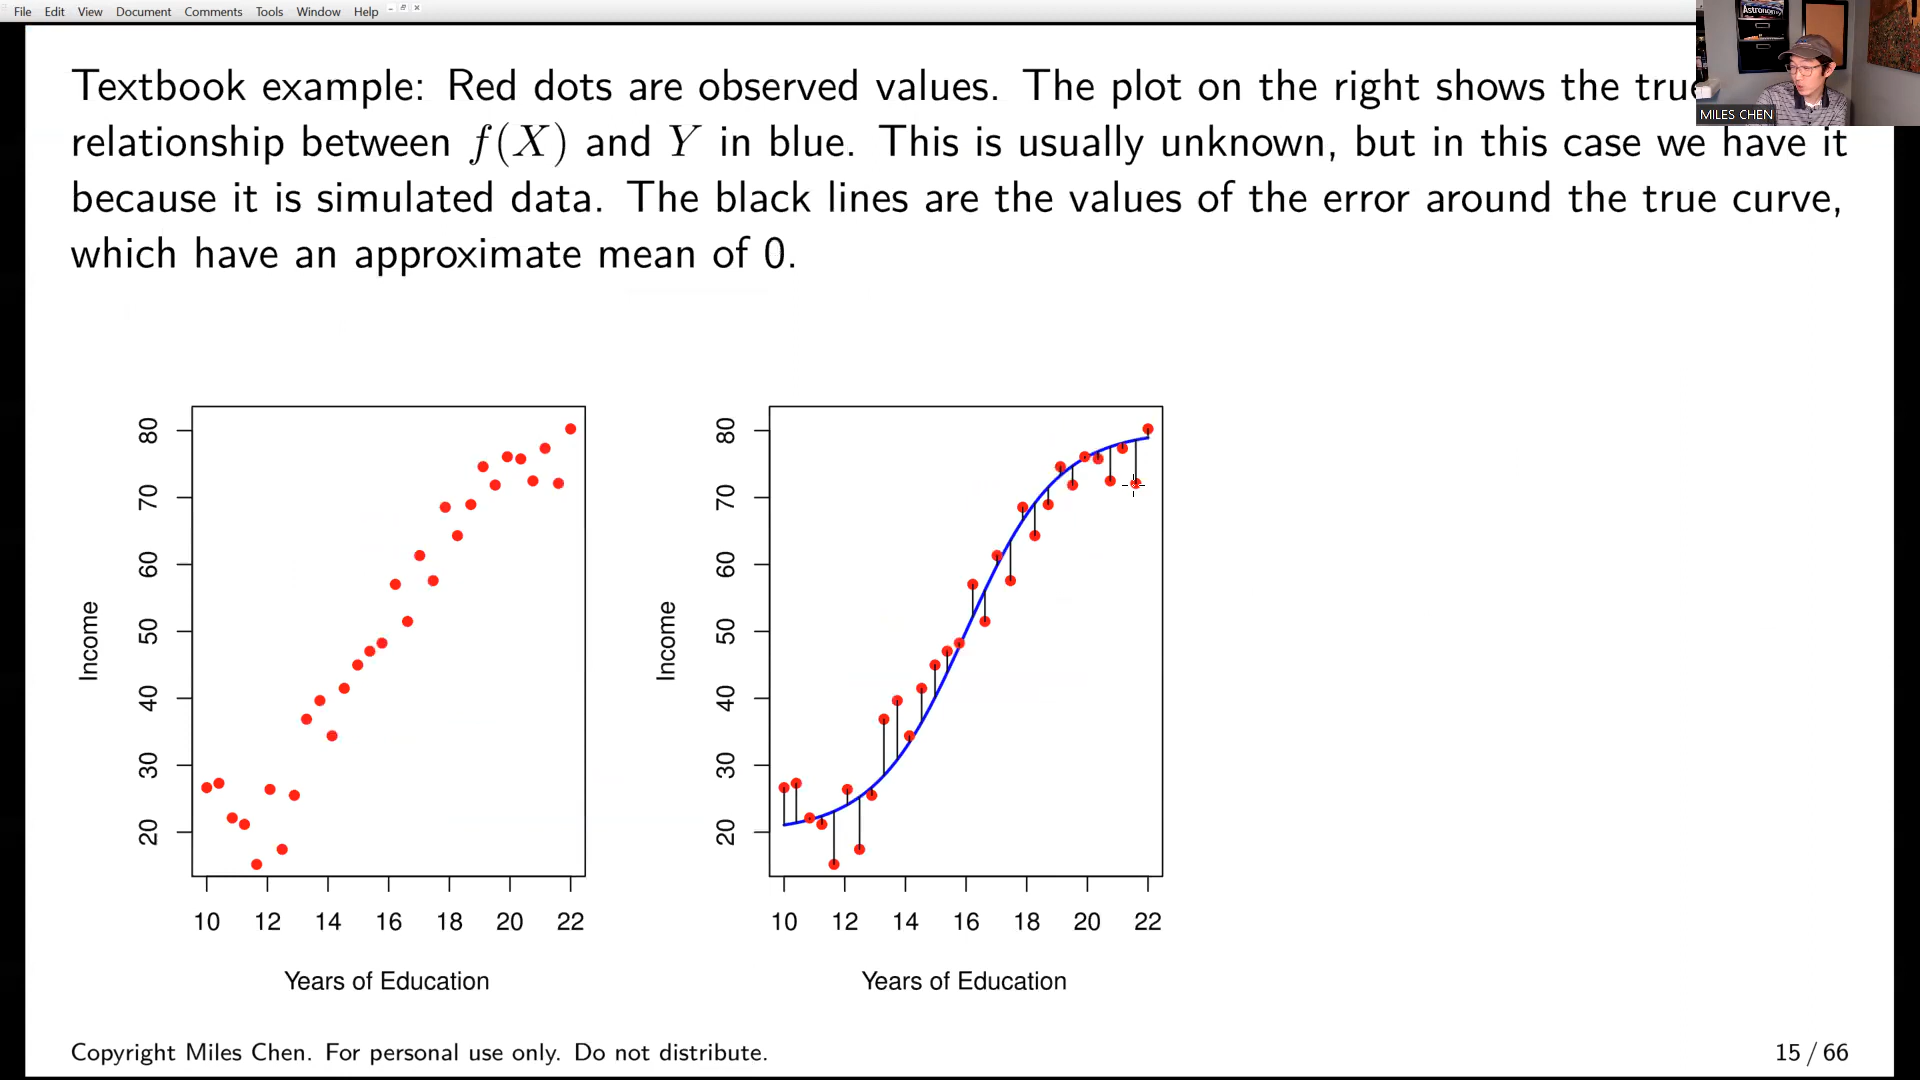 File Edit View Document Comments Tools Window Help
Astronomy
MILES CHEN
Textbook example: Red dots are observed values. The plot on the right shows the true
relationship between f(X) and Y in blue. This is usually unknown, but in this case we have it
because it is simulated data. The black lines are the values of the error around the true curve,
which have an approximate mean of 0.
80
70
60
50
40
30
20
Income
10 12 14 16 18 20 22
Years of Education
80
70
60
50
40
30
20
Income
10 12 14 16 18 20 22
Years of Education
Copyright Miles Chen. For personal use only. Do not distribute.
15 / 66